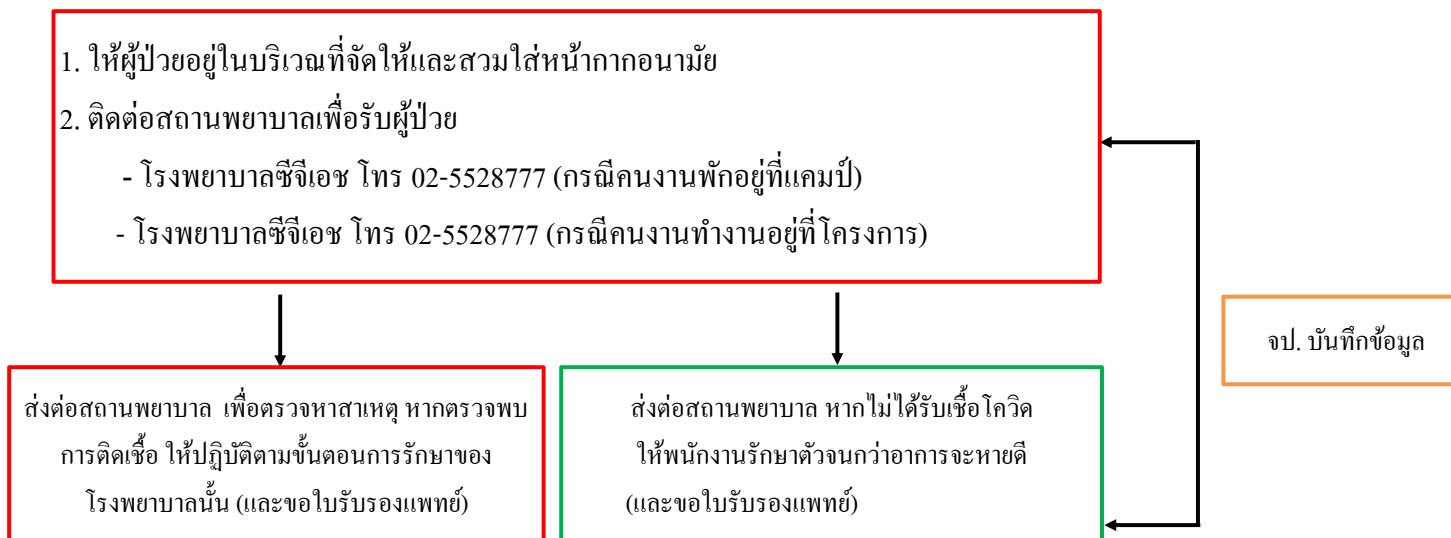 1. ให้ผู้ป่วยอยู่ในบริเวณที่จัดให้และสวมใส่หน้ากากอนามัย
2. ติดต่อสถานพยาบาลเพื่อรับผู้ป่วย
- โรงพยาบาลซีจีเอช โทร 02-5528777 (กรณีคนงานพักอยู่ที่แคมป์)
- โรงพยาบาลซีจีเอช โทร 02-5528777 (กรณีคนงานทำงานอยู่ที่โครงการ)
จป. บันทึกข้อมูล
ส่งต่อสถานพยาบาล เพื่อตรวจหาสาเหตุ หากตรวจพบ
การติดเชื้อ ให้ปฏิบัติตามขั้นตอนการรักษาของ
โรงพยาบาลนั้น (และขอใบรับรองแพทย์)
ส่งต่อสถานพยาบาล หากไม่ได้รับเชื้อโควิด
ให้พนักงานรักษาตัวจนกว่าอาการจะหายดี
(และขอใบรับรองแพทย์)